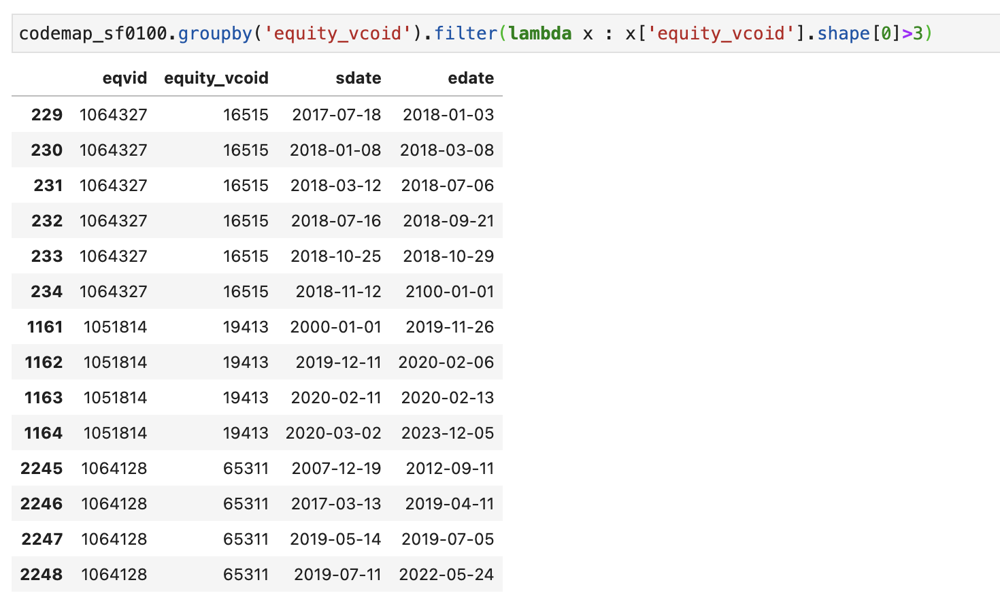 codemap_sf0100.groupby('equity_vcoid').filter(lambda x : x['equity_vcoid'].shape[0]>3)
eqvid equity_vcoid sdate edate
229 1064327 16515 2017-07-18 2018-01-03
230 1064327 16515 2018-01-08 2018-03-08
231 1064327 16515 2018-03-12 2018-07-06
232 1064327 16515 2018-07-16 2018-09-21
233 1064327 16515 2018-10-25 2018-10-29
234 1064327 16515 2018-11-12 2100-01-01
1161 1051814 19413 2000-01-01 2019-11-26
1162 1051814 19413 2019-12-11 2020-02-06
1163 1051814 19413 2020-02-11 2020-02-13
1164 1051814 19413 2020-03-02 2023-12-05
2245 1064128 65311 2007-12-19 2012-09-11
2246 1064128 65311 2017-03-13 2019-04-11
2247 1064128 65311 2019-05-14 2019-07-05
2248 1064128 65311 2019-07-11 2022-05-24